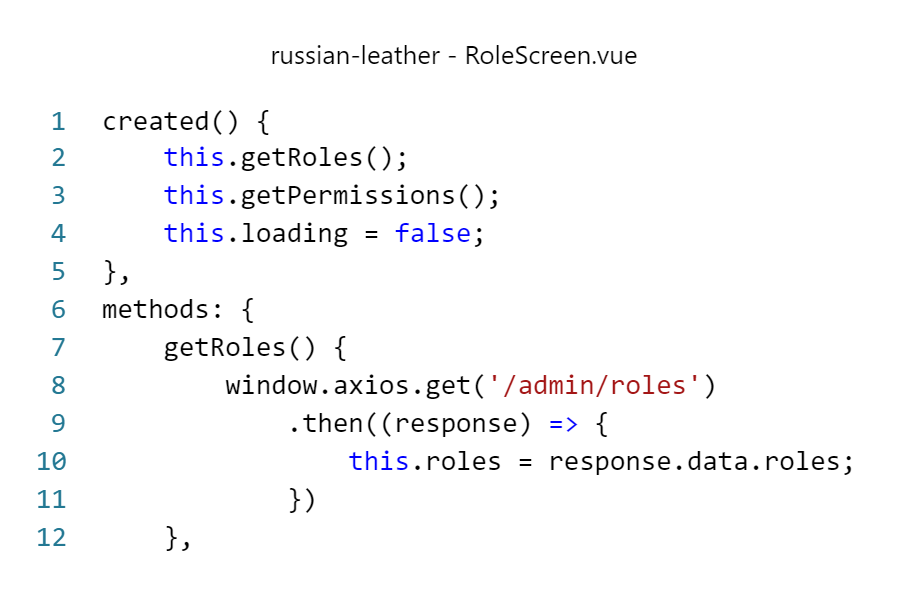 russian-leather - RoleScreen.vue
1 created() {
2     this.getRoles();
3     this.getPermissions();
4     this.loading = false;
5 },
6 methods: {
7     getRoles() {
8         window.axios.get('/admin/roles')
9             .then((response) => {
10                 this.roles = response.data.roles;
11             })
12     },